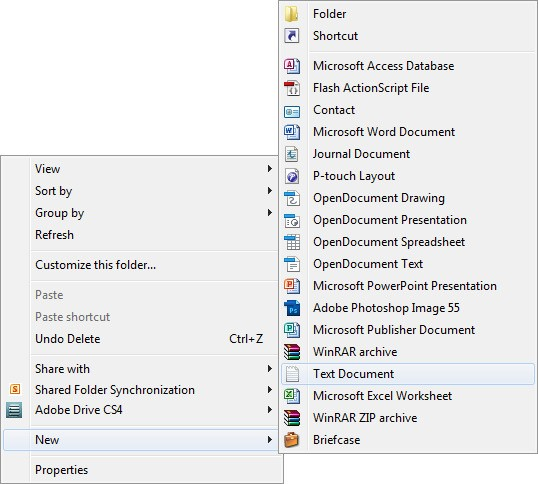 Folder
Shortcut
Microsoft Access Database
Flash ActionScript File
Contact
Microsoft Word Document
Journal Document
P-touch Layout
OpenDocument Drawing
OpenDocument Presentation
OpenDocument Spreadsheet
OpenDocument Text
Microsoft PowerPoint Presentation
Adobe Photoshop Image 55
Microsoft Publisher Document
WinRAR archive
Text Document
Microsoft Excel Worksheet
WinRAR ZIP archive
Briefcase
View
Sort by
Group by
Refresh
Customize this folder...
Paste
Paste shortcut
Undo Delete Ctrl+Z
Share with
Shared Folder Synchronization
Adobe Drive CS4
New
Properties